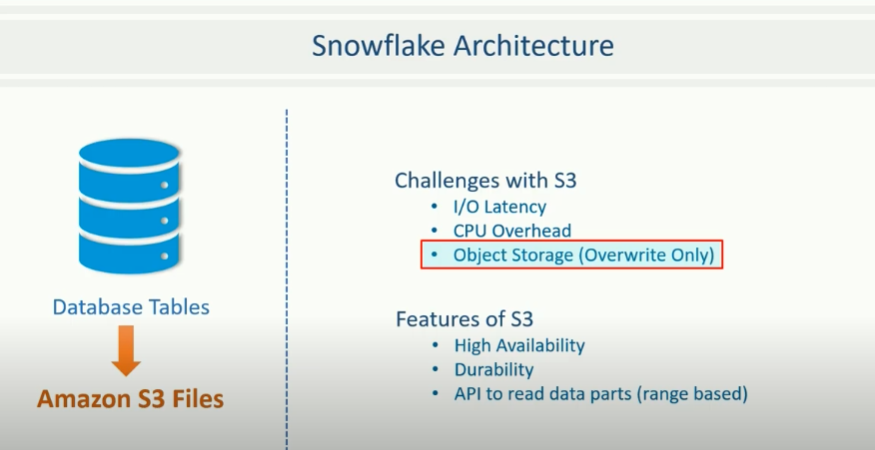 Snowflake Architecture
Database Tables
Amazon S3 Files
Challenges with S3
• I/O Latency
• CPU Overhead
• Object Storage (Overwrite Only)
Features of S3
• High Availability
• Durability
• API to read data parts (range based)